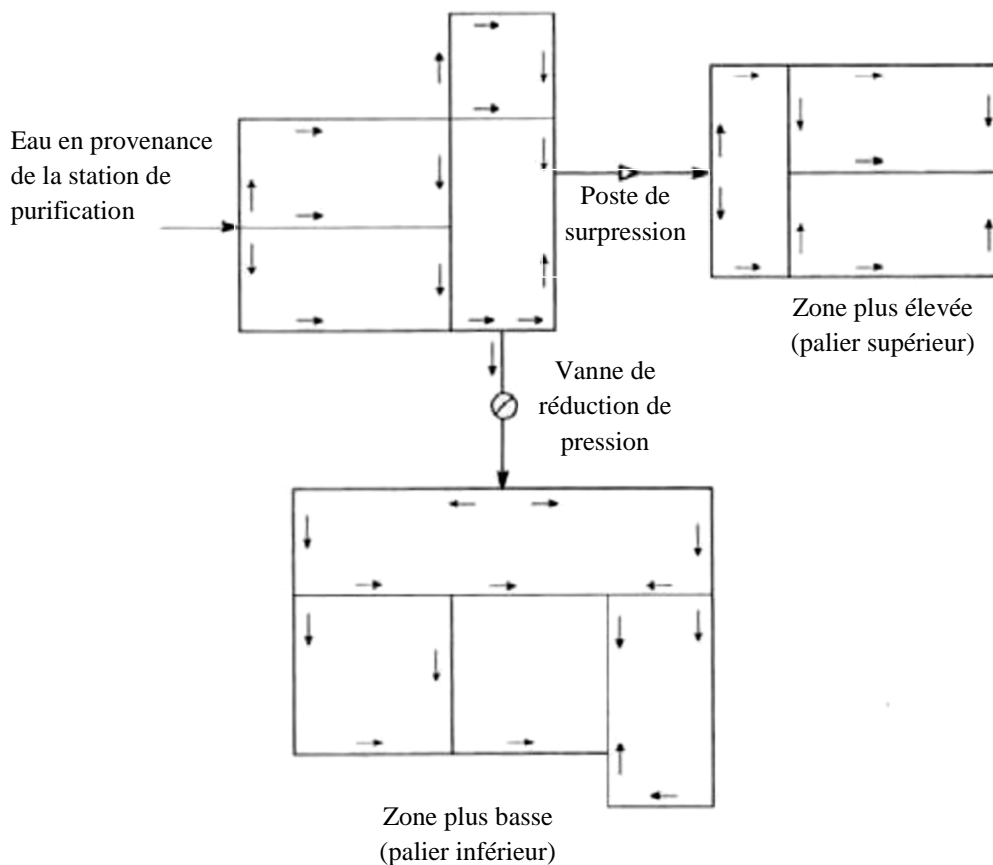 Eau en provenance
de la station de
purification
Poste de
surpression
Zone plus élevée
(palier supérieur)
Vanne de
réduction de
pression
Zone plus basse
(palier inférieur)